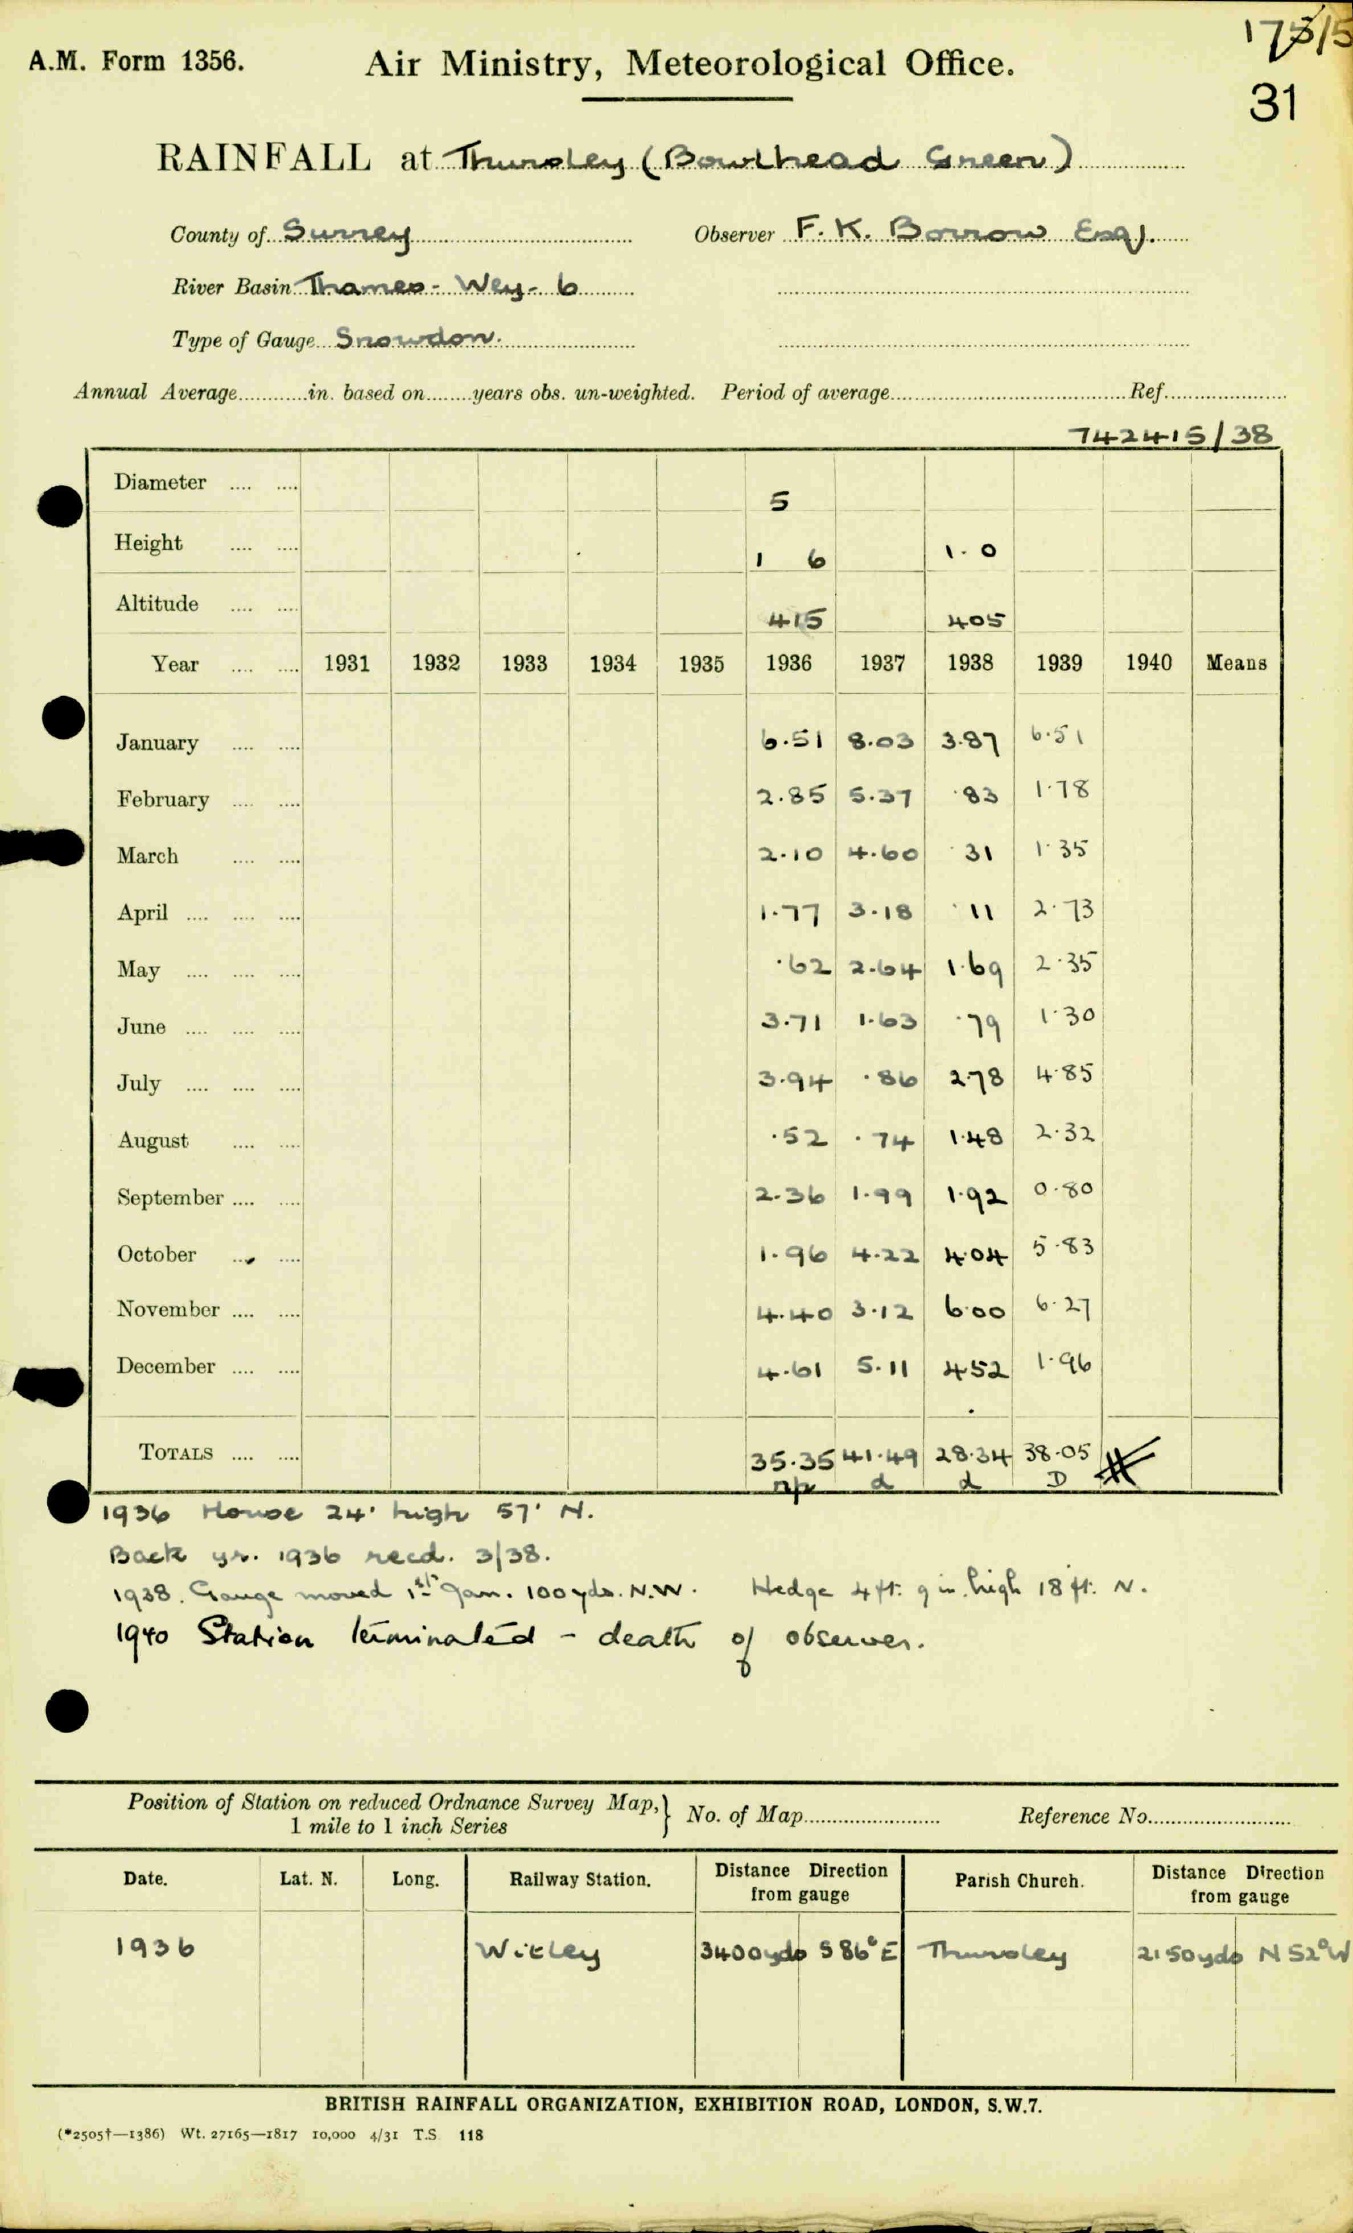 175/5
31
A.M. Form 1356.
Air Ministry, Meteorological Office.
RAINFALL at Thursley (Bowlhead Green)
County of Surrey Observer F. K. Borrow Esq.
River Basin Thames - Wey - 6
Type of Gauge Snowdon.
Annual Average............in. based on........years obs. un-weighted. Period of average........................Ref......................
742415/38
Diameter .... .... 5
Height .... .... 1 6 1. 0
Altitude .... .... 415 405
Year .... .... 1931 1932 1933 1934 1935 1936 1937 1938 1939 1940 Means
January .... .... 6.51 8.03 3.87 6.51
February .... .... 2.85 5.37 .83 1.78
March .... .... 2.10 4.60 .31 1.35
April .... .... .... 1.77 3.18 .11 2.73
May .... .... .... .62 2.64 1.69 2.35
June .... .... .... 3.71 1.63 .79 1.30
July .... .... .... 3.94 .86 2.78 4.85
August .... .... .52 .74 1.48 2.32
September .... .... 2.36 1.99 1.92 0.80
October .... .... 1.96 4.22 4.04 5.83
November .... .... 4.40 3.12 6.00 6.27
December .... .... 4.61 5.11 4.52 1.96
TOTALS .... .... 35.35 41.49 28.34 38.05
np d d D
1936 House 24' high 57' N.
Back yr. 1936 recd. 3/38.
1938. Gauge moved 1st Jan. 100 yds. N.W. Hedge 4 ft. 9 in. high 18 ft. N.
1940 Station terminated - death of observer.
Position of Station on reduced Ordnance Survey Map, } No. of Map........................ Reference No.........................
1 mile to 1 inch Series
Date. Lat. N. Long. Railway Station. Distance Direction from gauge Parish Church. Distance Direction from gauge
1936 Witley 3400yds S 86° E Thursley 2150yds N 52° W
BRITISH RAINFALL ORGANIZATION, EXHIBITION ROAD, LONDON, S.W.7.
(*2505†—1386) Wt. 27165—1817 10,000 4/31 T.S. 118